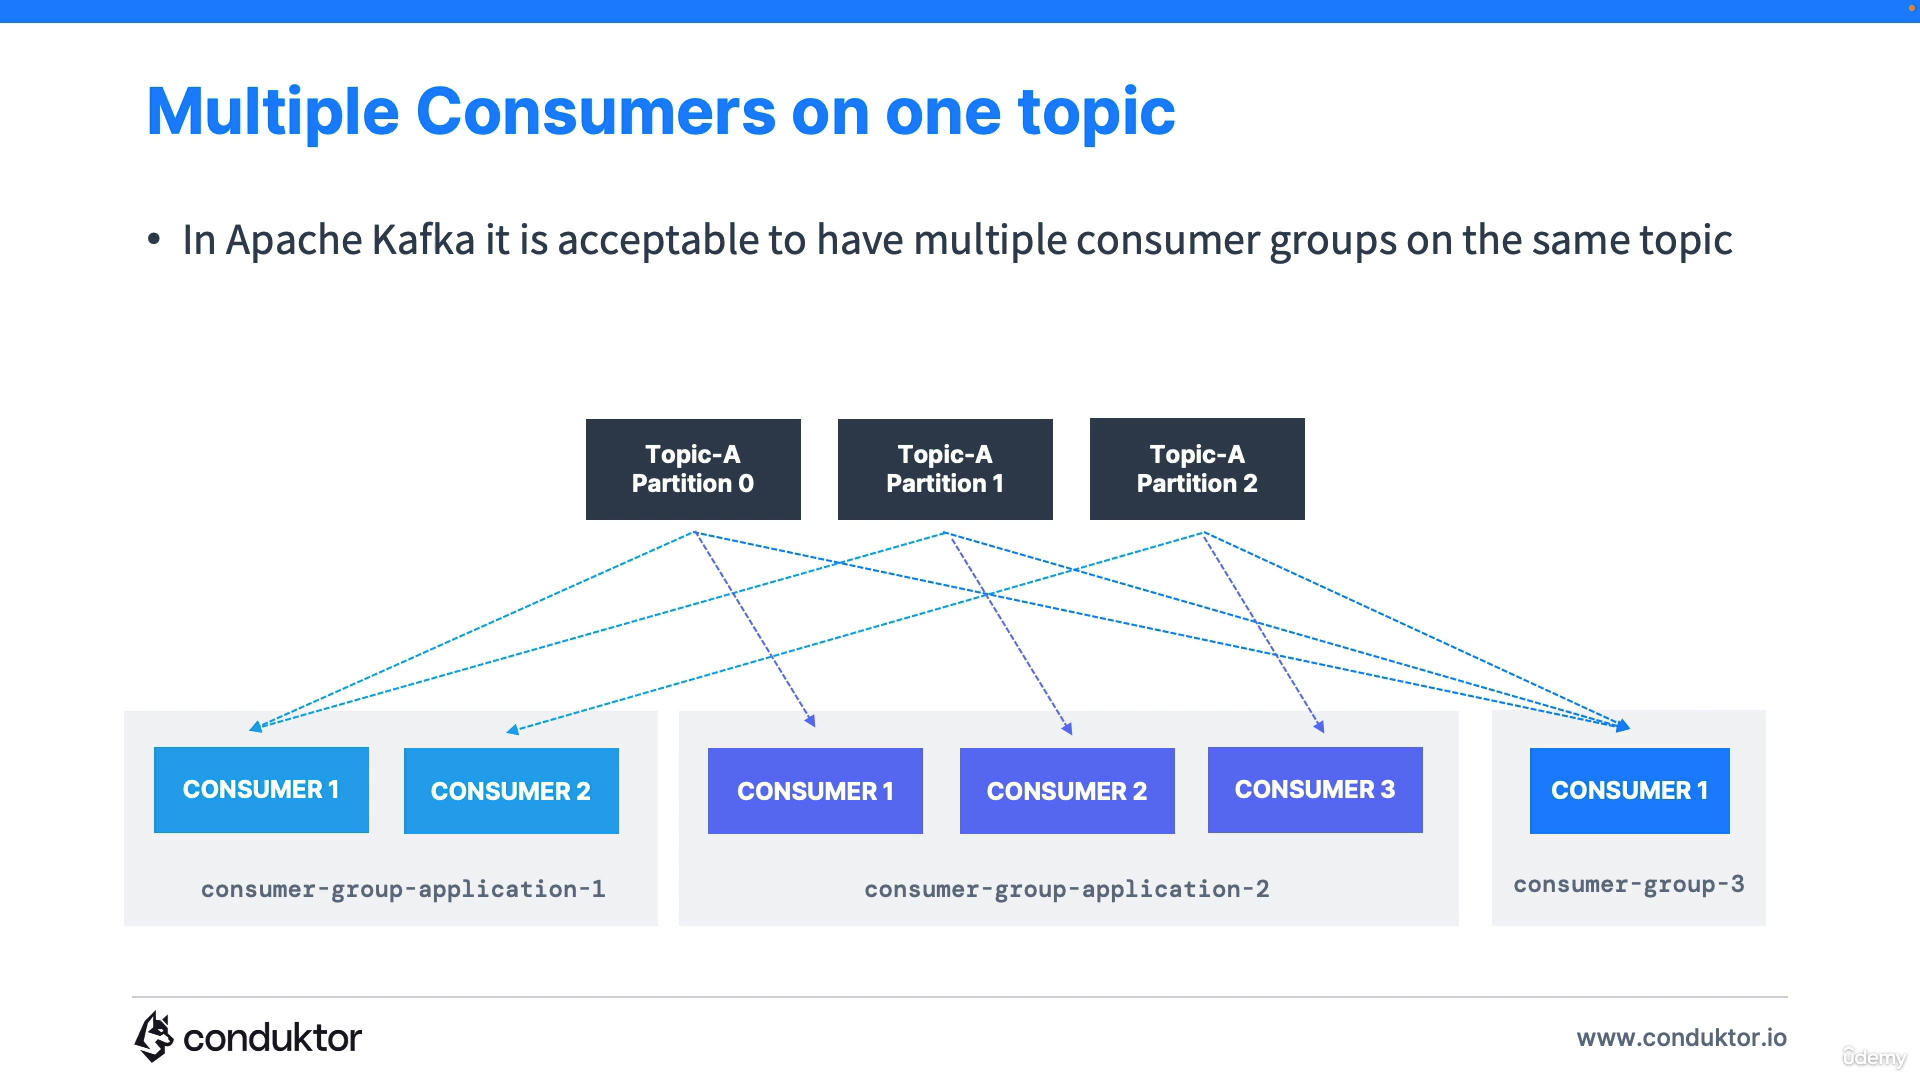 Multiple Consumers on one topic
• In Apache Kafka it is acceptable to have multiple consumer groups on the same topic
Topic-A
Partition 0
Topic-A
Partition 1
Topic-A
Partition 2
CONSUMER 1
CONSUMER 2
consumer-group-application-1
CONSUMER 1
CONSUMER 2
CONSUMER 3
consumer-group-application-2
CONSUMER 1
consumer-group-3
conduktor
www.conduktor.io
ûdemy